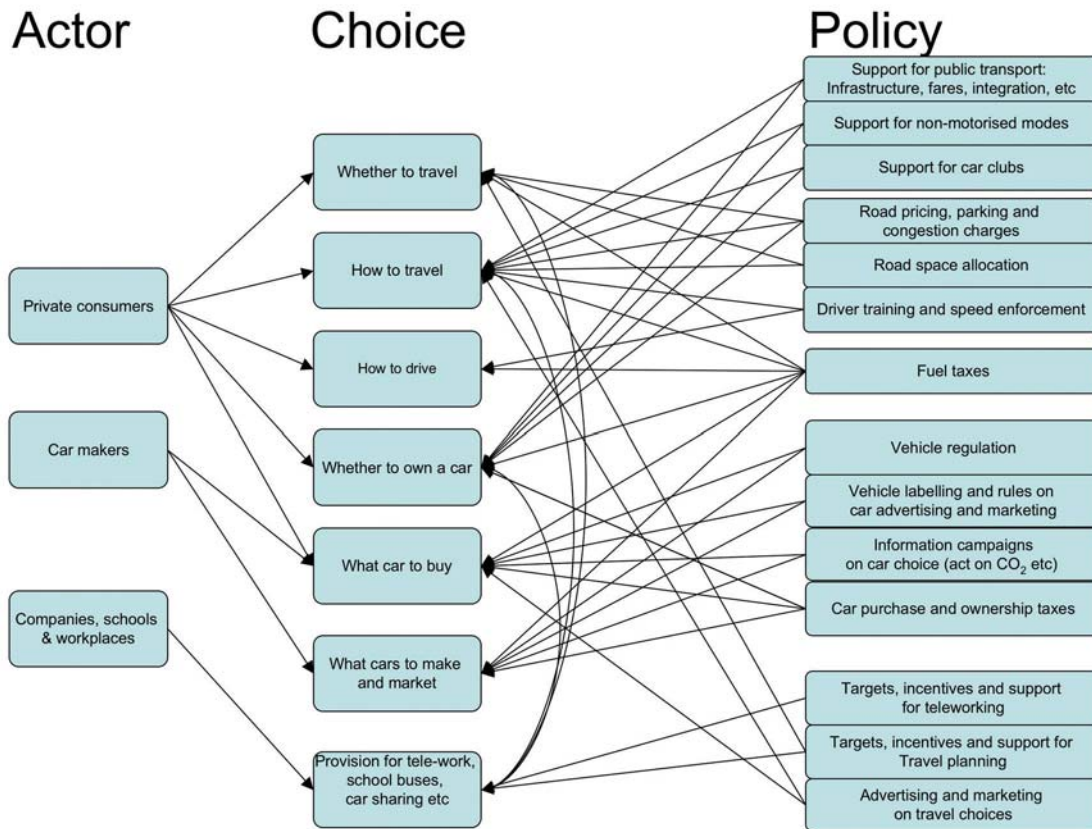 Actor
Choice
Policy
Private consumers
Car makers
Companies, schools
& workplaces
Whether to travel
How to travel
How to drive
Whether to own a car
What car to buy
What cars to make
and market
Provision for tele-work,
school buses,
car sharing etc
Support for public transport:
Infrastructure, fares, integration, etc
Support for non-motorised modes
Support for car clubs
Road pricing, parking and
congestion charges
Road space allocation
Driver training and speed enforcement
Fuel taxes
Vehicle regulation
Vehicle labelling and rules on
car advertising and marketing
Information campaigns
on car choice (act on CO₂ etc)
Car purchase and ownership taxes
Targets, incentives and support
for teleworking
Targets, incentives and support for
Travel planning
Advertising and marketing
on travel choices